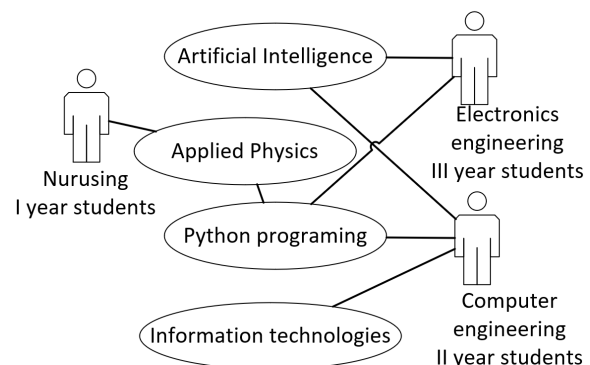 Artificial Intelligence
Electronics
engineering
III year students
Applied Physics
Nurusing
I year students
Python programing
Computer
engineering
II year students
Information technologies